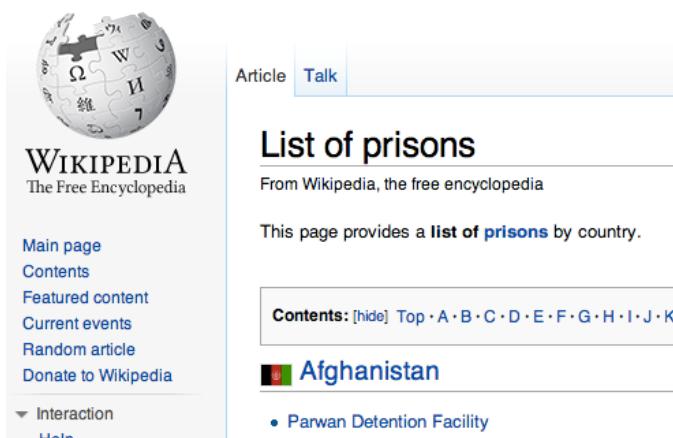 WIKIPEDIA
The Free Encyclopedia
Main page
Contents
Featured content
Current events
Random article
Donate to Wikipedia
Interaction
Help
Article Talk
List of prisons
From Wikipedia, the free encyclopedia
This page provides a list of prisons by country.
Contents: [hide] Top · A · B · C · D · E · F · G · H · I · J · K
Afghanistan
Parwan Detention Facility